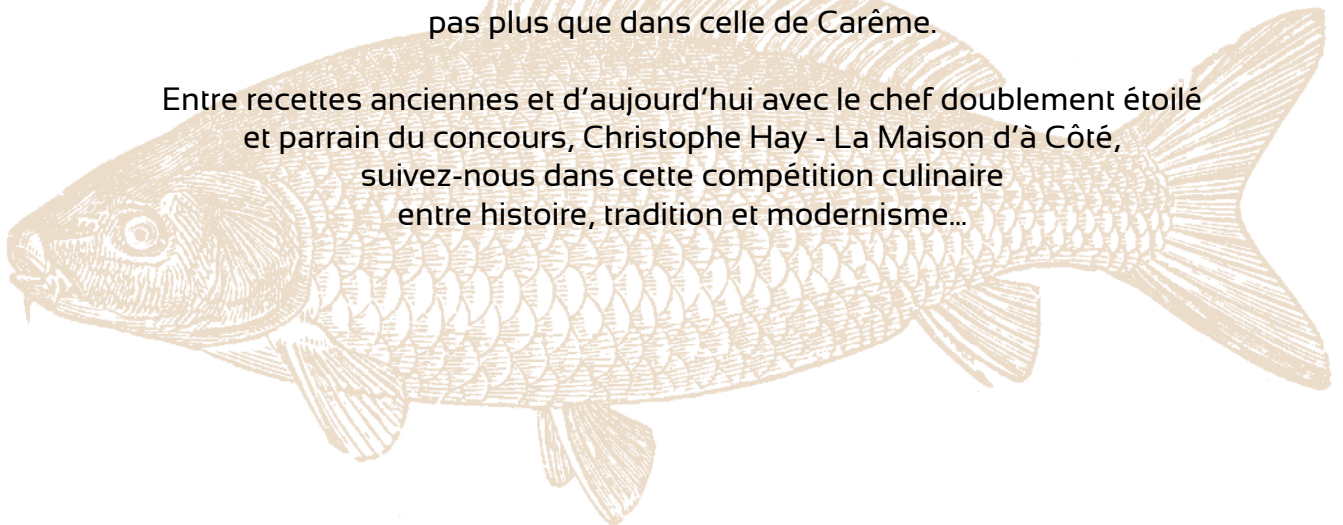 pas plus que dans celle de Carême.
Entre recettes anciennes et d’aujourd’hui avec le chef doublement étoilé
et parrain du concours, Christophe Hay - La Maison d’à Côté,
suivez-nous dans cette compétition culinaire
entre histoire, tradition et modernisme...